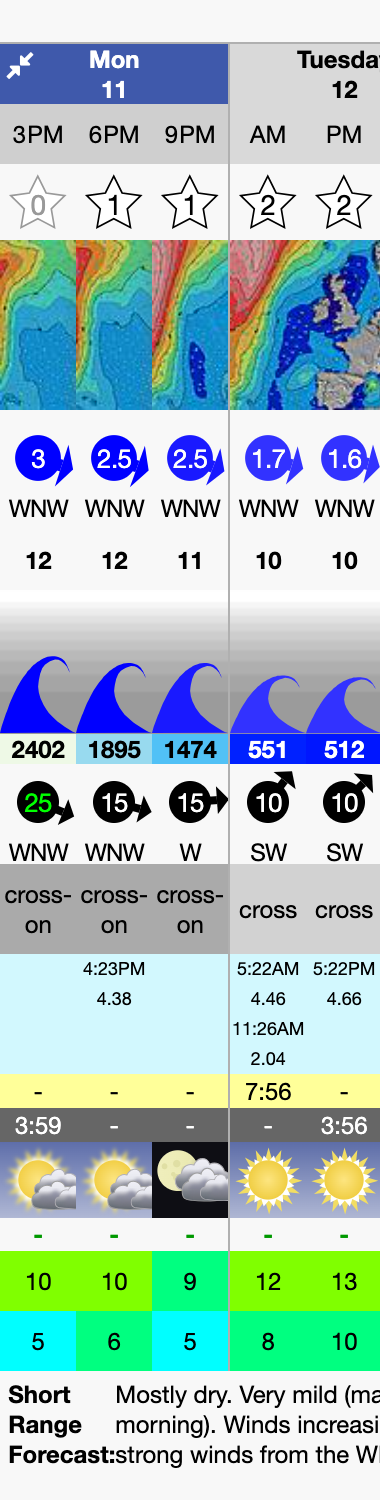 Mon Tuesda
11 12
3PM 6PM 9PM AM PM
0 1 1 2 2
3 2.5 2.5 1.7 1.6
WNW WNW WNW WNW WNW
12 12 11 10 10
2402 1895 1474 551 512
25 15 15 10 10
WNW WNW W SW SW
cross-on cross-on cross-on cross cross
4:23PM 5:22AM 5:22PM
4.38 4.46 4.66
11:26AM
2.04
- - - 7:56 -
3:59 - - - 3:56
- - - - -
10 10 9 12 13
5 6 5 8 10
Short Mostly dry. Very mild (ma
Range morning). Winds increasi
Forecast: strong winds from the W